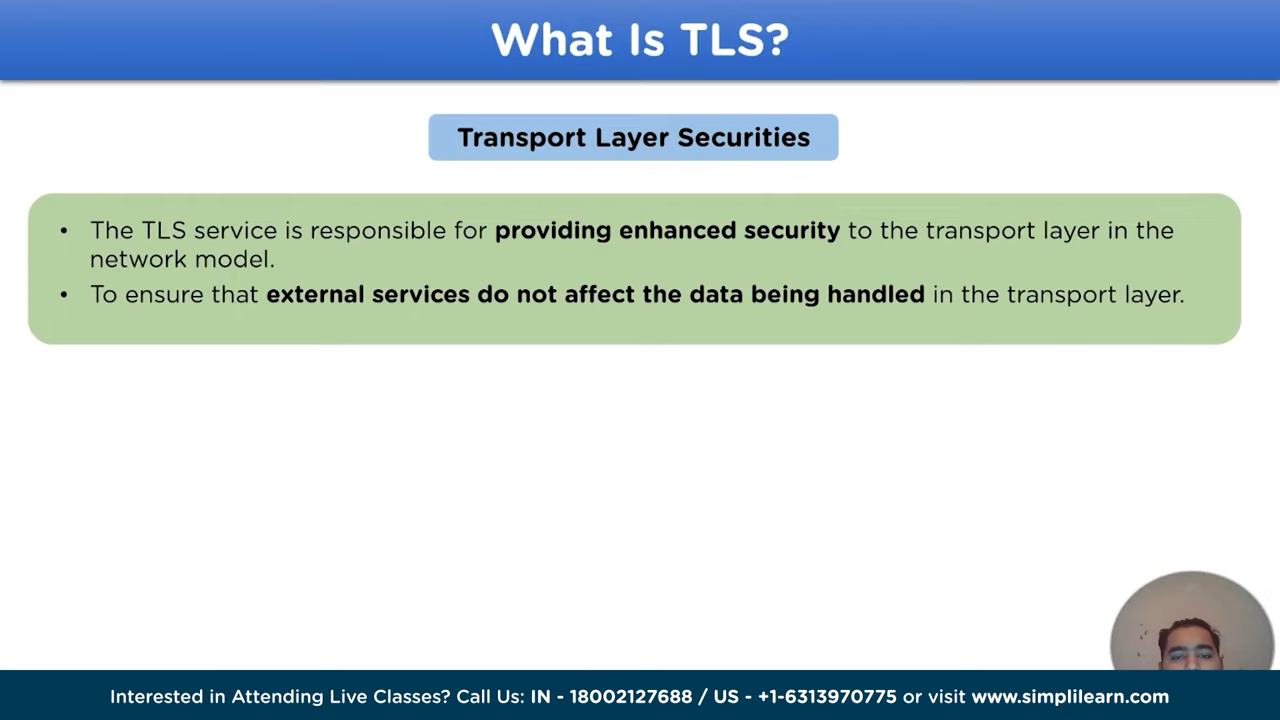 What Is TLS?
Transport Layer Securities
• The TLS service is responsible for providing enhanced security to the transport layer in the
network model.
• To ensure that external services do not affect the data being handled in the transport layer.
Interested in Attending Live Classes? Call Us: IN - 18002127688 / US - +1-6313970775 or visit www.simplilearn.com